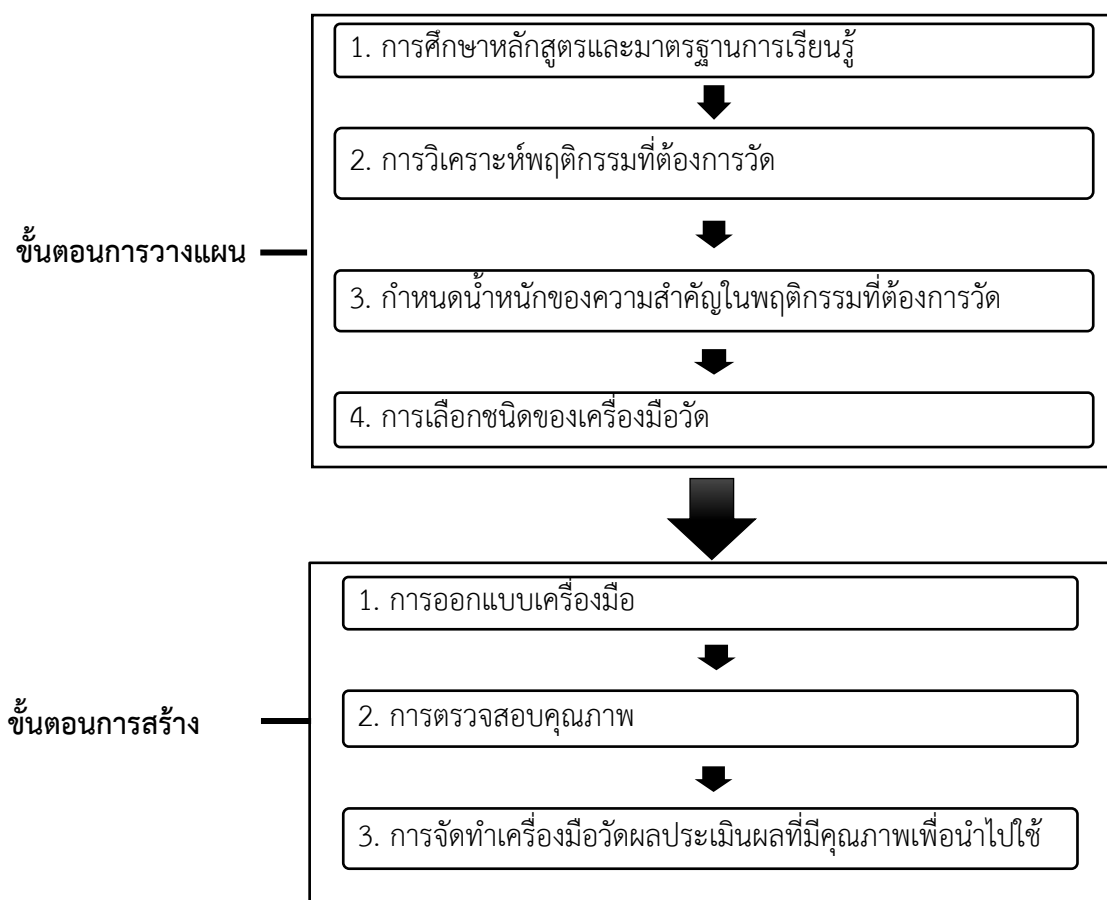 1. การศึกษาหลักสูตรและมาตรฐานการเรียนรู้
2. การวิเคราะห์พฤติกรรมที่ต้องการวัด
ขั้นตอนการวางแผน
3. กำหนดน้ำหนักของความสำคัญในพฤติกรรมที่ต้องการวัด
4. การเลือกชนิดของเครื่องมือวัด
1. การออกแบบเครื่องมือ
ขั้นตอนการสร้าง
2. การตรวจสอบคุณภาพ
3. การจัดทำเครื่องมือวัดผลประเมินผลที่มีคุณภาพเพื่อนำไปใช้